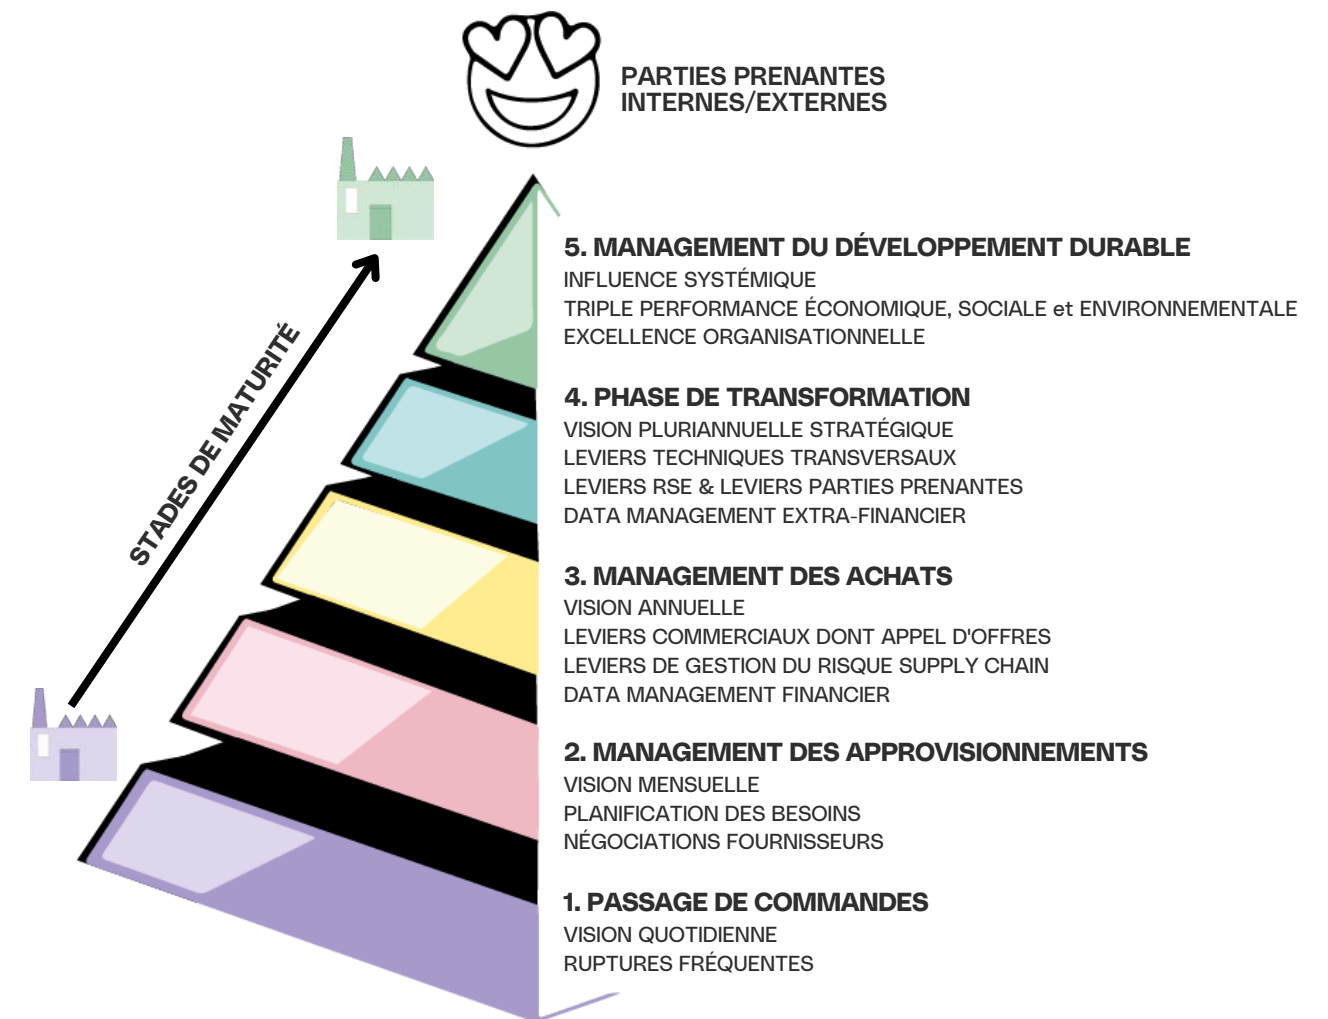 PARTIES PRENANTES
INTERNES/EXTERNES
STADES DE MATURITÉ
5. MANAGEMENT DU DÉVELOPPEMENT DURABLE
INFLUENCE SYSTÉMIQUE
TRIPLE PERFORMANCE ÉCONOMIQUE, SOCIALE et ENVIRONNEMENTALE
EXCELLENCE ORGANISATIONNELLE
4. PHASE DE TRANSFORMATION
VISION PLURIANNUELLE STRATÉGIQUE
LEVIERS TECHNIQUES TRANSVERSAUX
LEVIERS RSE & LEVIERS PARTIES PRENANTES
DATA MANAGEMENT EXTRA-FINANCIER
3. MANAGEMENT DES ACHATS
VISION ANNUELLE
LEVIERS COMMERCIAUX DONT APPEL D'OFFRES
LEVIERS DE GESTION DU RISQUE SUPPLY CHAIN
DATA MANAGEMENT FINANCIER
2. MANAGEMENT DES APPROVISIONNEMENTS
VISION MENSUELLE
PLANIFICATION DES BESOINS
NÉGOCIATIONS FOURNISSEURS
1. PASSAGE DE COMMANDES
VISION QUOTIDIENNE
RUPTURES FRÉQUENTES